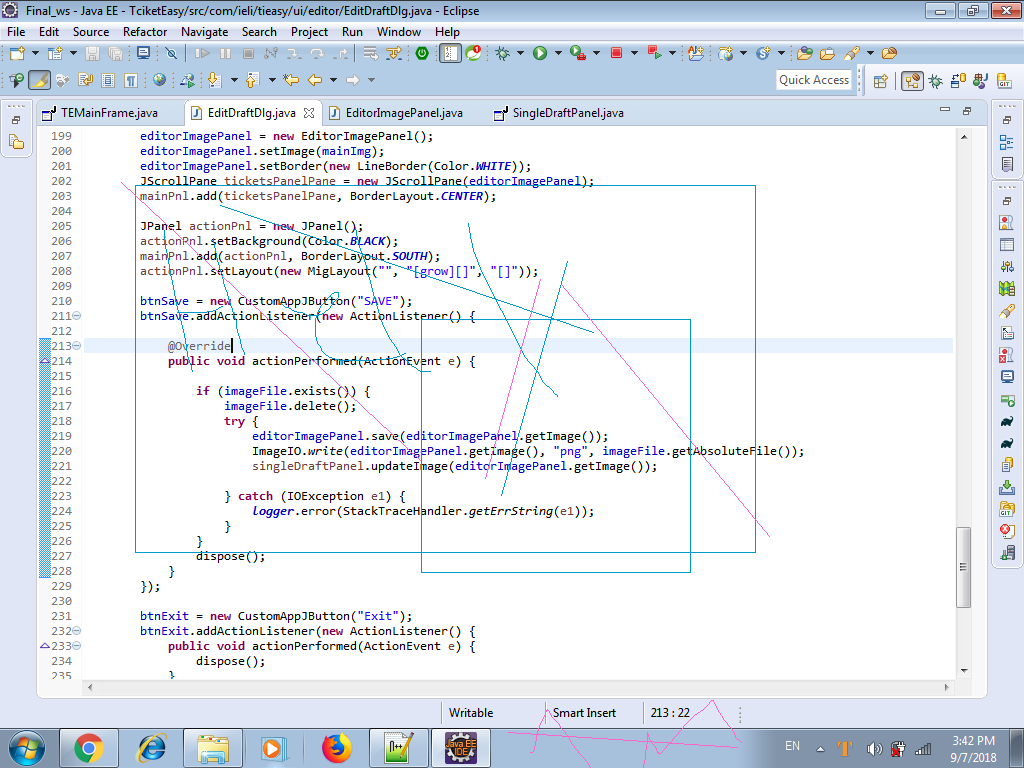 Final_ws - Java EE - TciketEasy/src/com/ieli/tieasy/ui/editor/EditDraftDlg.java - Eclipse
File Edit Source Refactor Navigate Search Project Run Window Help
Quick Access
TEMainFrame.java EditDraftDlg.java EditorImagePanel.java SingleDraftPanel.java
199 editorImagePanel = new EditorImagePanel();
200 editorImagePanel.setImage(mainImg);
201 editorImagePanel.setBorder(new LineBorder(Color.WHITE));
202 JScrollPane ticketsPanelPane = new JScrollPane(editorImagePanel);
203 mainPnl.add(ticketsPanelPane, BorderLayout.CENTER);
204
205 JPanel actionPnl = new JPanel();
206 actionPnl.setBackground(Color.BLACK);
207 mainPnl.add(actionPnl, BorderLayout.SOUTH);
208 actionPnl.setLayout(new MigLayout("", "[grow][]", "[]"));
209
210 btnSave = new CustomAppJButton("SAVE");
211 btnSave.addActionListener(new ActionListener() {
212
213 @Override
214 public void actionPerformed(ActionEvent e) {
215
216 if (imageFile.exists()) {
217 imageFile.delete();
218 try {
219 editorImagePanel.save(editorImagePanel.getImage());
220 ImageIO.write(editorImagePanel.getImage(), "png", imageFile.getAbsoluteFile());
221 singleDraftPanel.updateImage(editorImagePanel.getImage());
222
223 } catch (IOException e1) {
224 logger.error(StackTraceHandler.getErrString(e1));
225 }
226 }
227 dispose();
228 }
229 });
230
231 btnExit = new CustomAppJButton("Exit");
232 btnExit.addActionListener(new ActionListener() {
233 public void actionPerformed(ActionEvent e) {
234 dispose();
235 }
Writable Smart Insert 213 : 22
Java EE
IDE
EN 3:42 PM
9/7/2018